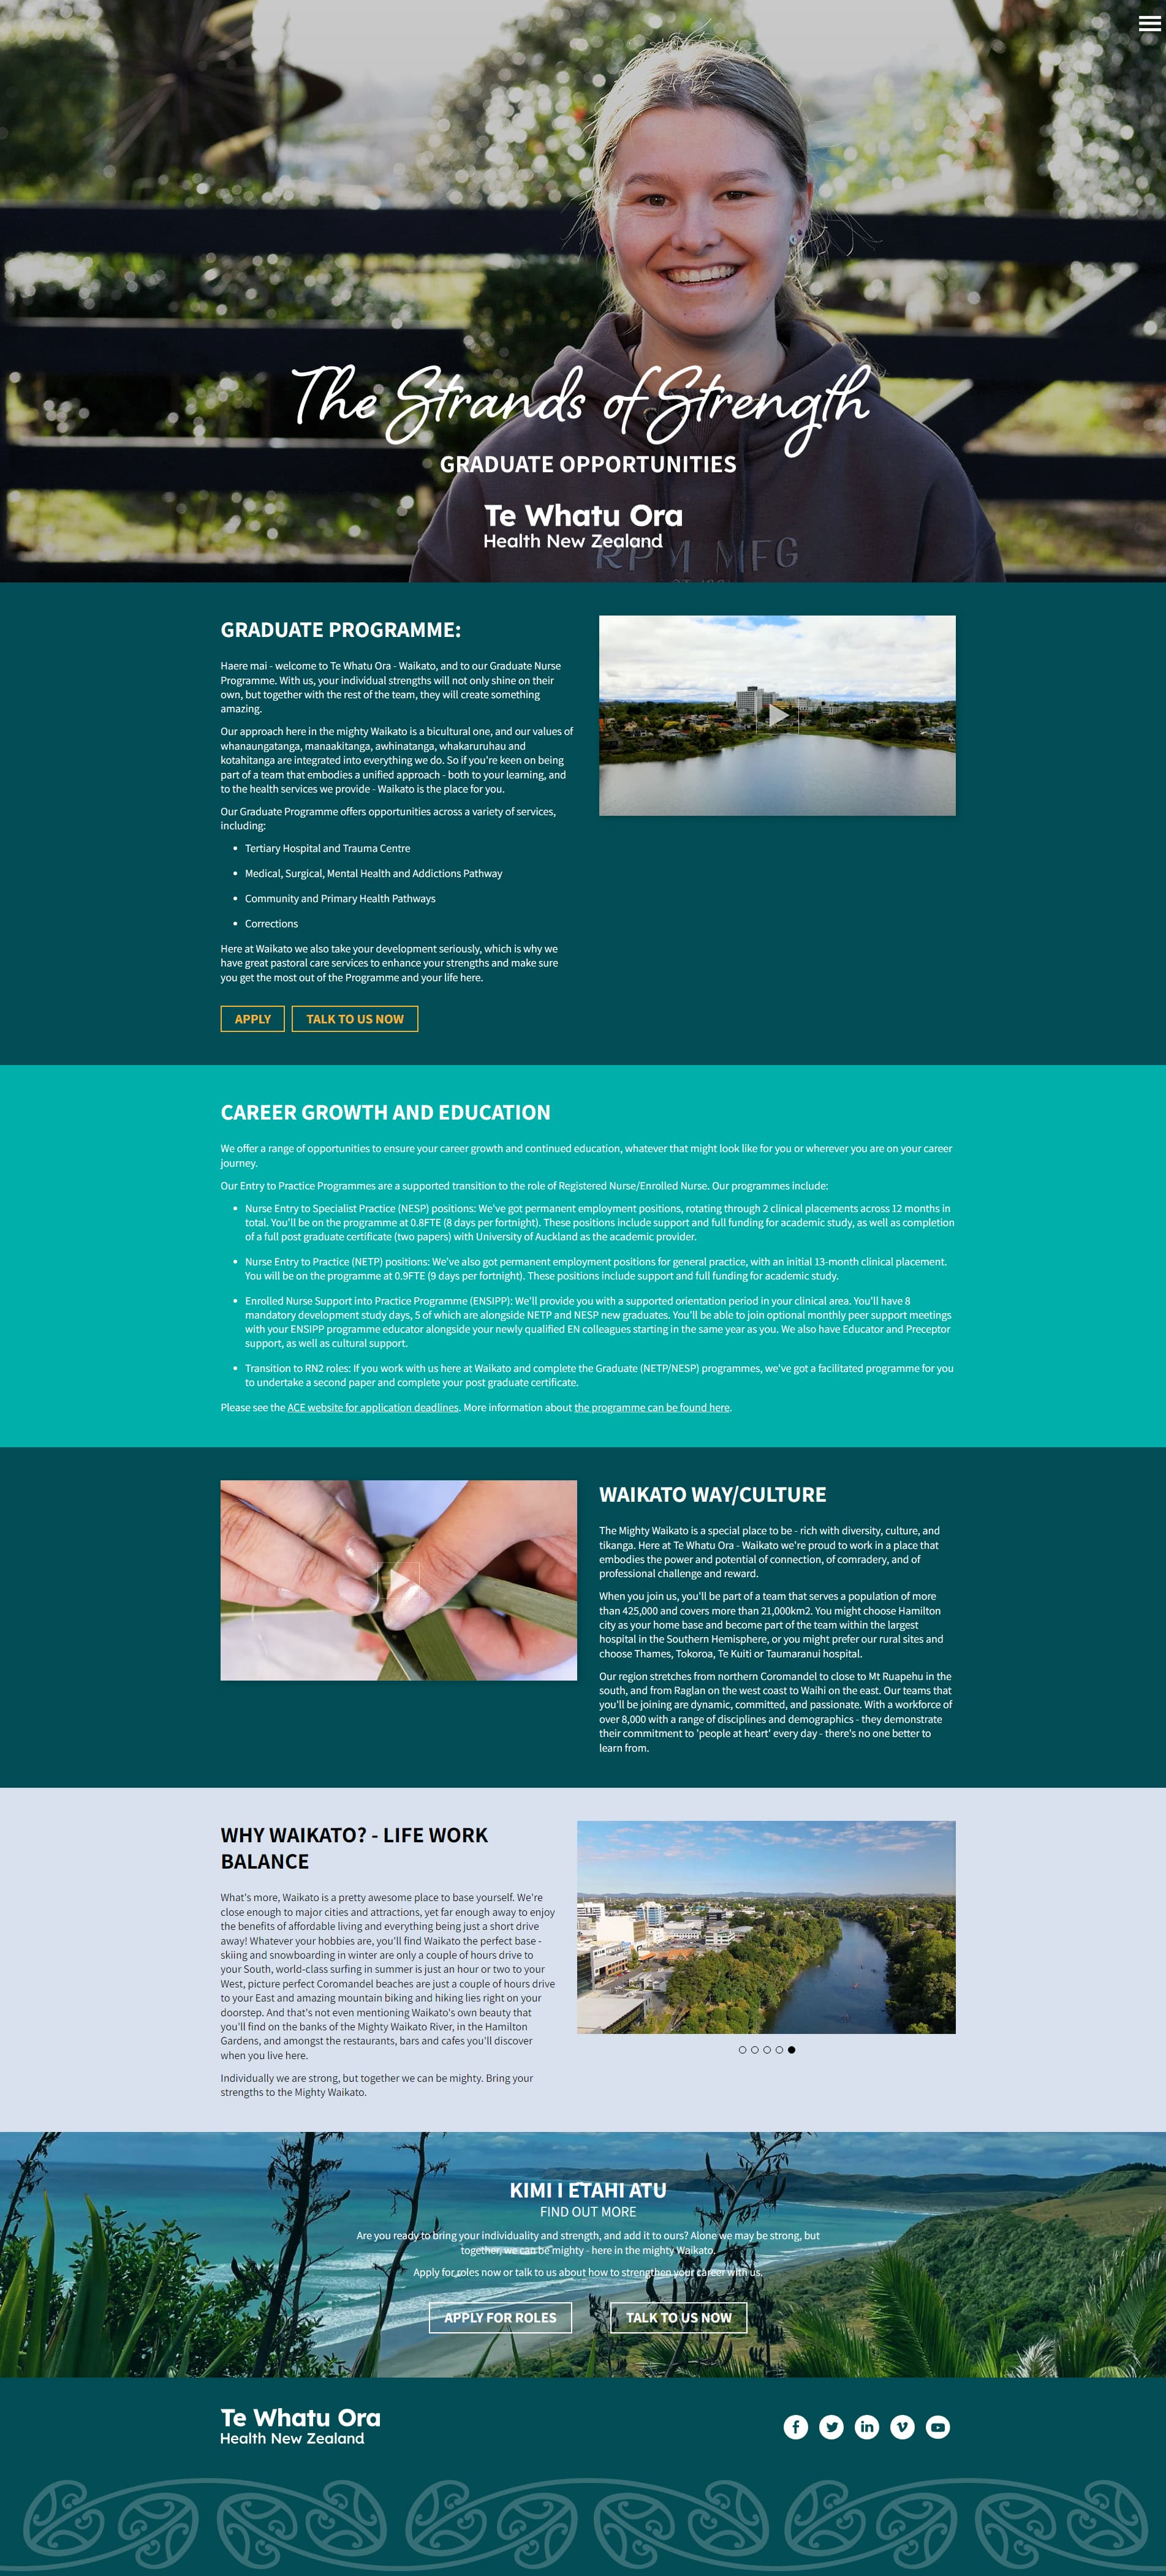 The Strands of Strength
GRADUATE OPPORTUNITIES
Te Whatu Ora
Health New Zealand
RPM MFG
GRADUATE PROGRAMME:
Haere mai - welcome to Te Whatu Ora - Waikato, and to our Graduate Nurse
Programme. With us, your individual strengths will not only shine on their
own, but together with the rest of the team, they will create something
amazing.
Our approach here in the mighty Waikato is a bicultural one, and our values of
whanaungatanga, manaakitanga, awhinatanga, whakaruruhau and
kotahitanga are integrated into everything we do. So if you're keen on being
part of a team that embodies a unified approach - both to your learning, and
to the health services we provide - Waikato is the place for you.
Our Graduate Programme offers opportunities across a variety of services,
including:
• Tertiary Hospital and Trauma Centre
• Medical, Surgical, Mental Health and Addictions Pathway
• Community and Primary Health Pathways
• Corrections
Here at Waikato we also take your development seriously, which is why we
have great pastoral care services to enhance your strengths and make sure
you get the most out of the Programme and your life here.
APPLY
TALK TO US NOW
CAREER GROWTH AND EDUCATION
We offer a range of opportunities to ensure your career growth and continued education, whatever that might look like for you or wherever you are on your career
journey.
Our Entry to Practice Programmes are a supported transition to the role of Registered Nurse/Enrolled Nurse. Our programmes include:
• Nurse Entry to Specialist Practice (NESP) positions: We've got permanent employment positions, rotating through 2 clinical placements across 12 months in
total. You'll be on the programme at 0.8FTE (8 days per fortnight). These positions include support and full funding for academic study, as well as completion
of a full post graduate certificate (two papers) with University of Auckland as the academic provider.
• Nurse Entry to Practice (NETP) positions: We've also got permanent employment positions for general practice, with an initial 13-month clinical placement.
You will be on the programme at 0.9FTE (9 days per fortnight). These positions include support and full funding for academic study.
• Enrolled Nurse Support into Practice Programme (ENSIPP): We'll provide you with a supported orientation period in your clinical area. You'll have 8
mandatory development study days, 5 of which are alongside NETP and NESP new graduates. You'll be able to join optional monthly peer support meetings
with your ENSIPP programme educator alongside your newly qualified EN colleagues starting in the same year as you. We also have Educator and Preceptor
support, as well as cultural support.
• Transition to RN2 roles: If you work with us here at Waikato and complete the Graduate (NETP/NESP) programmes, we've got a facilitated programme for you
to undertake a second paper and complete your post graduate certificate.
Please see the ACE website for application deadlines. More information about the programme can be found here.
WAIKATO WAY/CULTURE
The Mighty Waikato is a special place to be - rich with diversity, culture, and
tikanga. Here at Te Whatu Ora - Waikato we're proud to work in a place that
embodies the power and potential of connection, of comradery, and of
professional challenge and reward.
When you join us, you'll be part of a team that serves a population of more
than 425,000 and covers more than 21,000km2. You might choose Hamilton
city as your home base and become part of the team within the largest
hospital in the Southern Hemisphere, or you might prefer our rural sites and
choose Thames, Tokoroa, Te Kuiti or Taumaranui hospital.
Our region stretches from northern Coromandel to close to Mt Ruapehu in the
south, and from Raglan on the west coast to Waihi on the east. Our teams that
you'll be joining are dynamic, committed, and passionate. With a workforce of
over 8,000 with a range of disciplines and demographics - they demonstrate
their commitment to 'people at heart' every day - there's no one better to
learn from.
WHY WAIKATO? - LIFE WORK
BALANCE
What's more, Waikato is a pretty awesome place to base yourself. We're
close enough to major cities and attractions, yet far enough away to enjoy
the benefits of affordable living and everything being just a short drive
away! Whatever your hobbies are, you'll find Waikato the perfect base -
skiing and snowboarding in winter are only a couple of hours drive to
your South, world-class surfing in summer is just an hour or two to your
West, picture perfect Coromandel beaches are just a couple of hours drive
to your East and amazing mountain biking and hiking lies right on your
doorstep. And that's not even mentioning Waikato's own beauty that
you'll find on the banks of the Mighty Waikato River, in the Hamilton
Gardens, and amongst the restaurants, bars and cafes you'll discover
when you live here.
Individually we are strong, but together we can be mighty. Bring your
strengths to the Mighty Waikato.
KIMI I ETAHI ATU
FIND OUT MORE
Are you ready to bring your individuality and strength, and add it to ours? Alone we may be strong, but
together, we can be mighty - here in the mighty Waikato.
Apply for roles now or talk to us about how to strengthen your career with us.
APPLY FOR ROLES
TALK TO US NOW
Te Whatu Ora
Health New Zealand